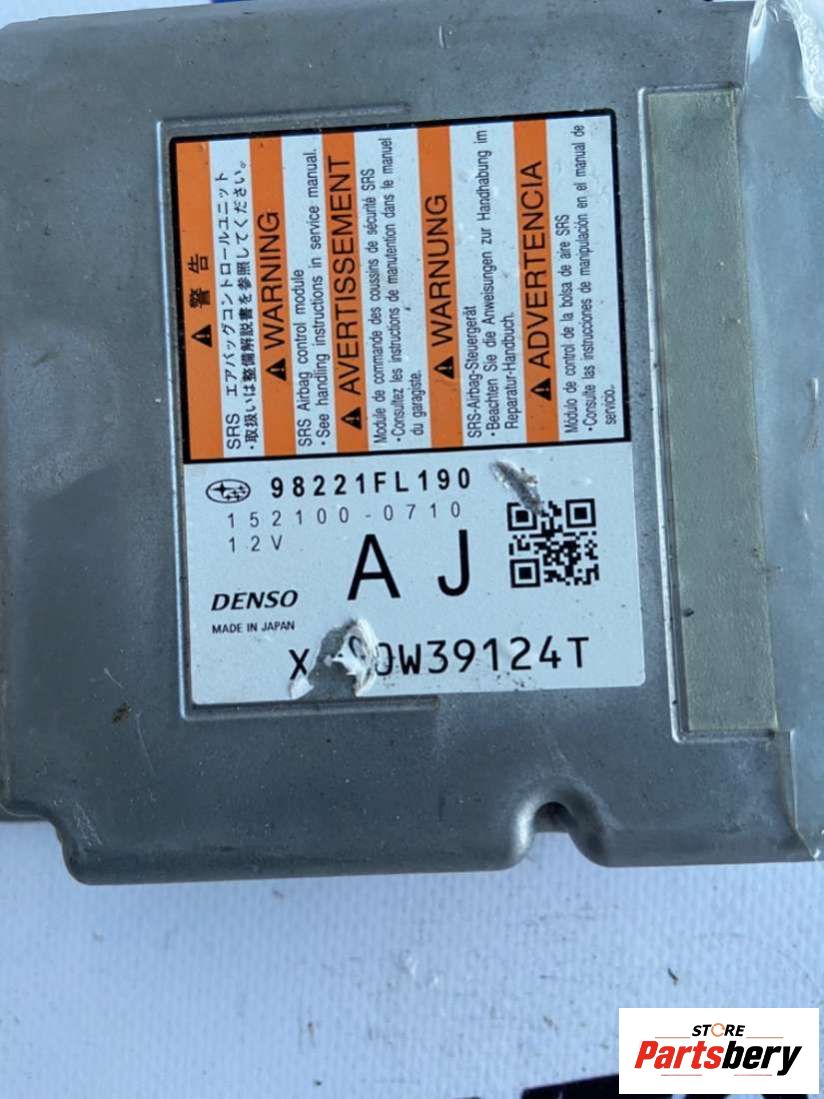 警告
SRS エアバッグコントロールユニット
・取扱いは整備解説書を参照してください。
WARNING
SRS Airbag control module
・See handling instructions in service manual.
AVERTISSEMENT
Module de commande des coussins de sécurité SRS
・Consultez les instructions de manutention dans le manuel
du garagiste.
WARNUNG
SRS-Airbag-Steuergerät
・Beachten Sie die Anweisungen zur Handhabung im
Reparatur-Handbuch.
ADVERTENCIA
Módulo de control de la bolsa de aire SRS
・Consulte las instrucciones de manipulación en el manual de
servicio.
98221FL190
152100-0710
12V
A J
DENSO
MADE IN JAPAN
0W39124T
STORE
Partsbery